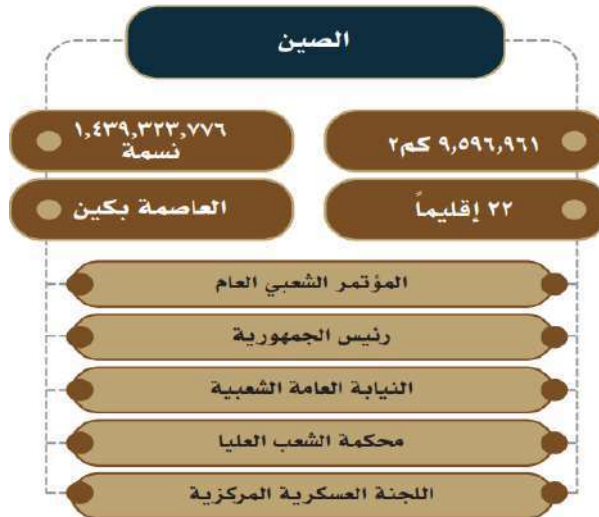 الصين
٩,٥٩٦,٩٦١ كم٢
١,٤٣٩,٣٢٣,٧٧٦
نسمة
٢٢ إقليماً
العاصمة بكين
المؤتمر الشعبي العام
رئيس الجمهورية
النيابة العامة الشعبية
محكمة الشعب العليا
اللجنة العسكرية المركزية